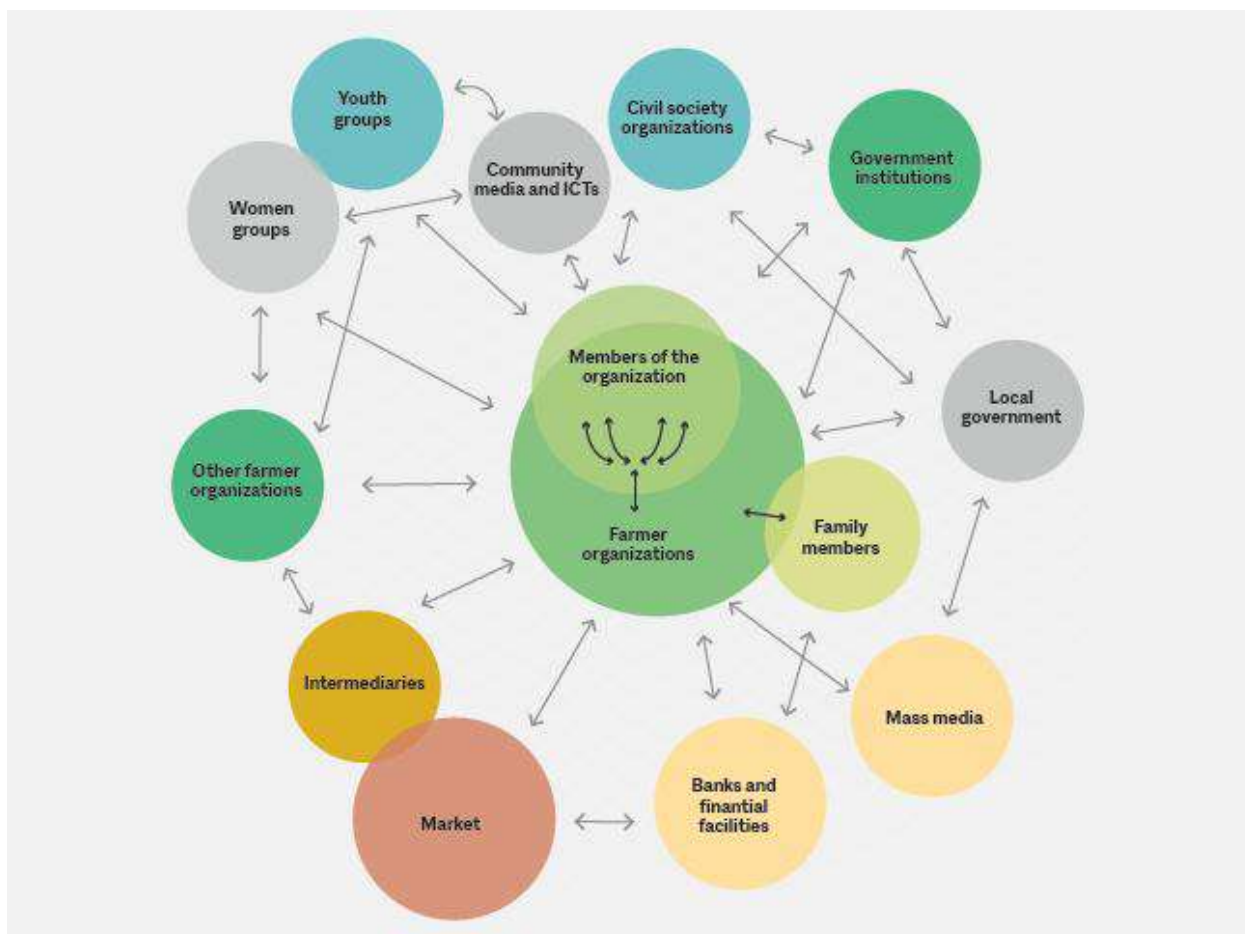 Youth
groups
Civil society
organizations
Government
institutions
Community
media and ICTs
Women
groups
Members of the
organization
Local
government
Other farmer
organizations
Farmer
organizations
Family
members
Intermediaries
Mass media
Banks and
finantial
facilities
Market